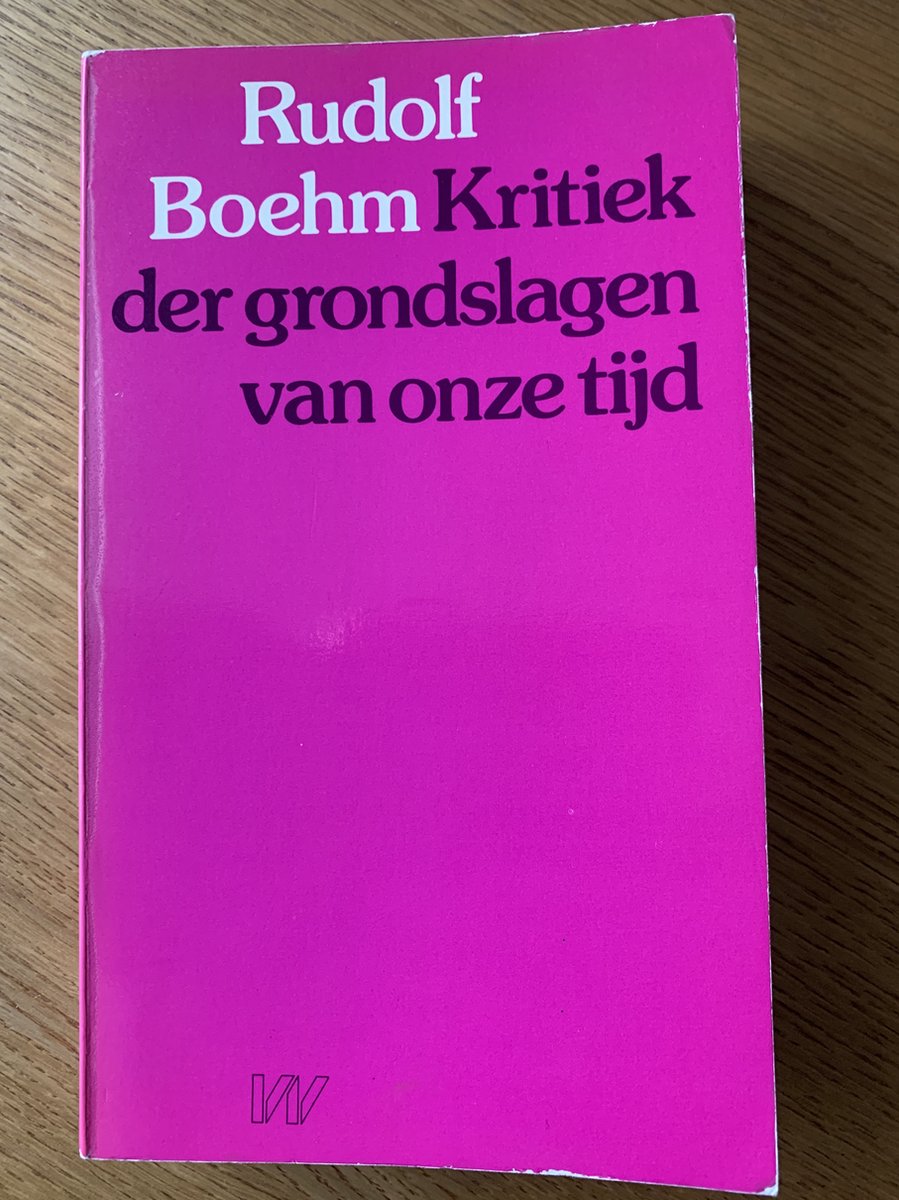 Rudolf
Boehm Kritiek
der grondslagen
van onze tijd
W